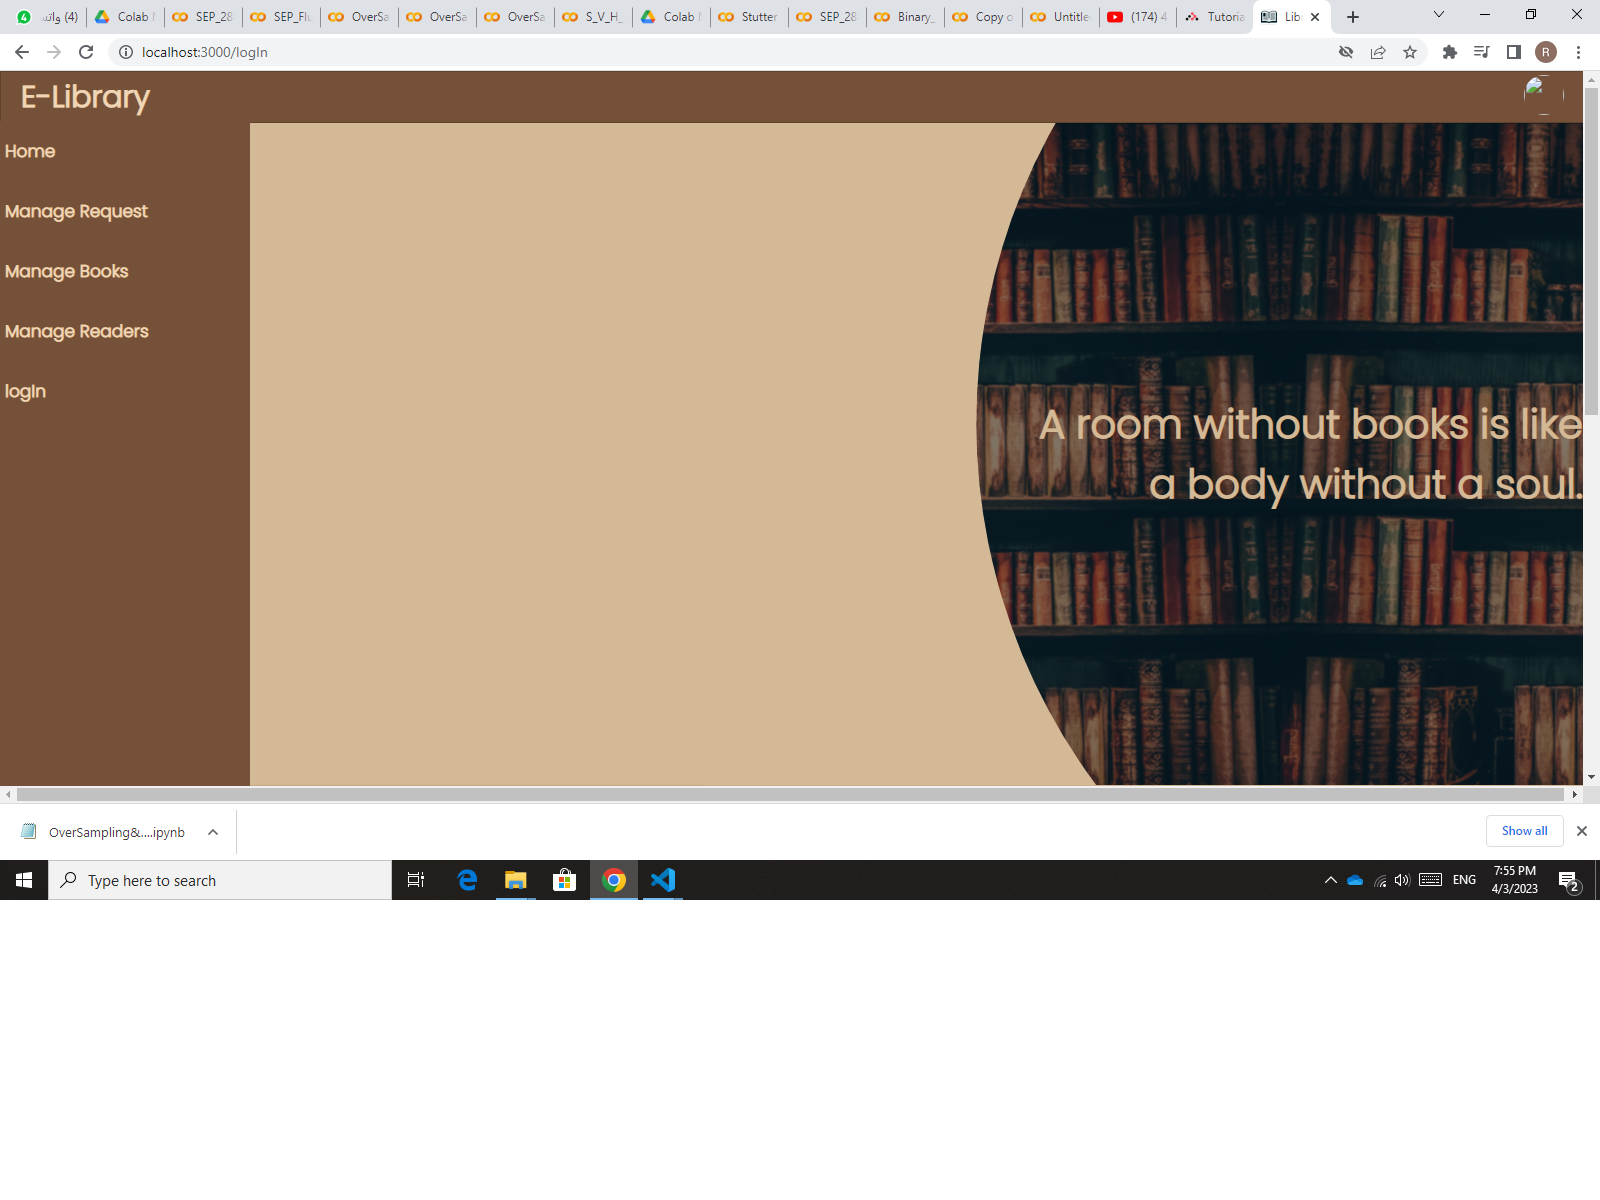 (4) واتس
Colab
SEP_28
SEP_Flu
OverSa
OverSa
OverSa
S_V_H_
Colab
Stutter
SEP_28
Binary_
Copy o
Untitle
(174) 4
Tutoria
Lib
localhost:3000/logIn
R
E-Library
Home
Manage Request
Manage Books
Manage Readers
logIn
A room without books is like
a body without a soul.
OverSampling&....ipynb
Show all
Type here to search
ENG
7:55 PM
4/3/2023
2